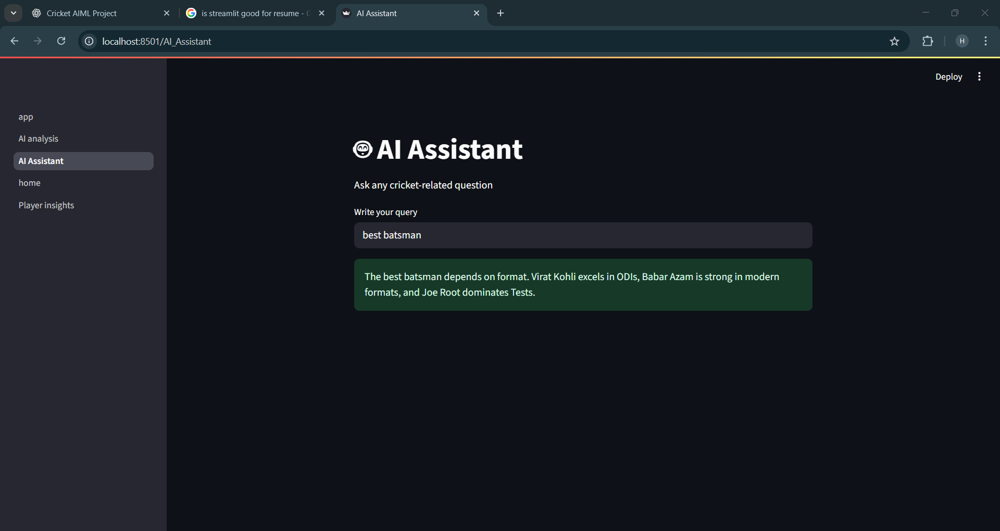 Cricket AIML Project
is streamlit good for resume -
AI Assistant
localhost:8501/AI_Assistant
H
Deploy
app
AI analysis
AI Assistant
home
Player insights
AI Assistant
Ask any cricket-related question
Write your query
best batsman
The best batsman depends on format. Virat Kohli excels in ODIs, Babar Azam is strong in modern
formats, and Joe Root dominates Tests.